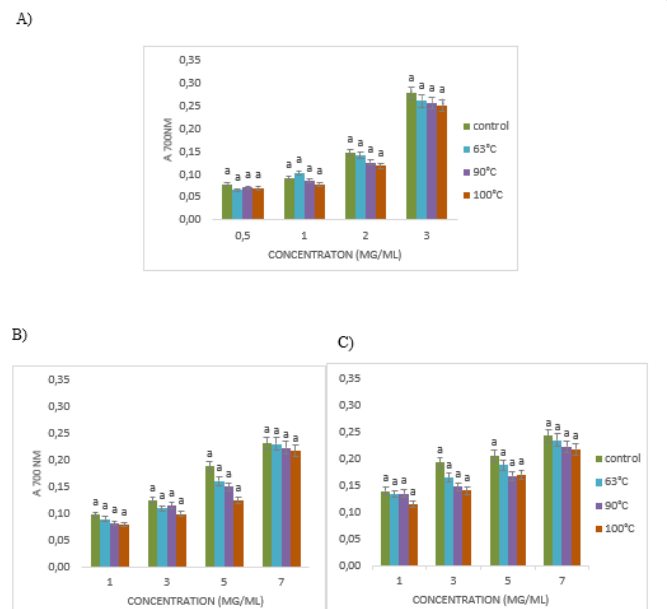 A)
0,35
0,30
0,25
0,20
0,15
0,10
0,05
0,00
A 700NM
a a a a
a a a a
a a a a
a a a a
0,5 1 2 3
CONCENTRATON (MG/ML)
control
63°C
90°C
100°C
B)
0,35
0,30
0,25
0,20
0,15
0,10
0,05
0,00
A 700 NM
a a a a
a a a a
a a a a
a a a a
1 3 5 7
CONCENTRATION (MG/ML)
C)
0,35
0,30
0,25
0,20
0,15
0,10
0,05
0,00
a a a a
a a a a
a a a a
a a a a
1 3 5 7
CONCENTRATION (MG/ML)
control
63°C
90°C
100°C